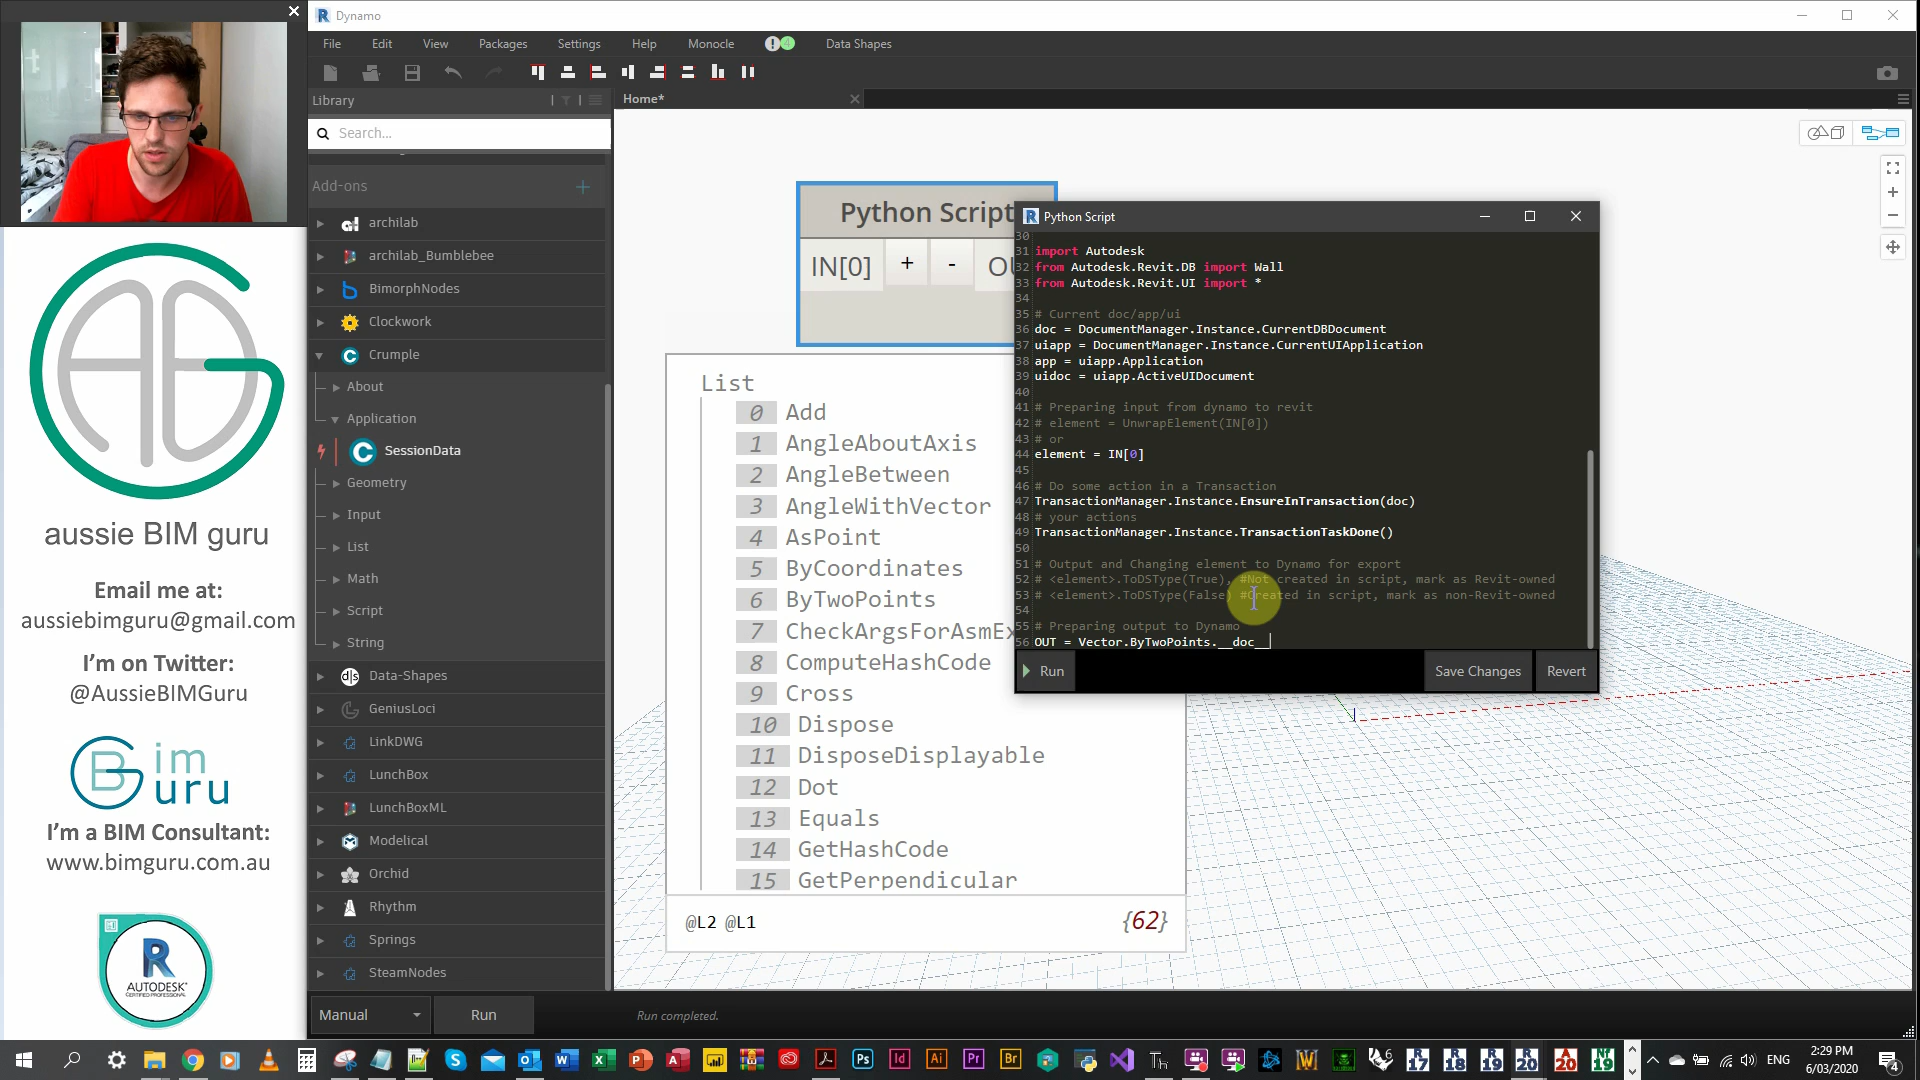 Dynamo
File Edit View Packages Settings Help Monocle Data Shapes
Library
Home*
Search...
Add-ons
archilab
archilab_Bumblebee
BimorphNodes
Clockwork
Crumple
About
Application
SessionData
Geometry
Input
List
Math
Script
String
Data-Shapes
GeniusLoci
LinkDWG
LunchBox
LunchBoxML
Modelical
Orchid
Rhythm
Springs
SteamNodes
Manual
Run
Run completed.
aussie BIM guru
Email me at:
aussiebimguru@gmail.com
I'm on Twitter:
@AussieBIMGuru
BG im
uru
I'm a BIM Consultant:
www.bimguru.com.au
R
AUTODESK
CERTIFIED PROFESSIONAL
Python Script
IN[0] + - OU
List
0 Add
1 AngleAboutAxis
2 AngleBetween
3 AngleWithVector
4 AsPoint
5 ByCoordinates
6 ByTwoPoints
7 CheckArgsForAsmEx
8 ComputeHashCode
9 Cross
10 Dispose
11 DisposeDisplayable
12 Dot
13 Equals
14 GetHashCode
15 GetPerpendicular
@L2 @L1 {62}
Python Script
30
31 import Autodesk
32 from Autodesk.Revit.DB import Wall
33 from Autodesk.Revit.UI import *
34
35 # Current doc/app/ui
36 doc = DocumentManager.Instance.CurrentDBDocument
37 uiapp = DocumentManager.Instance.CurrentUIApplication
38 app = uiapp.Application
39 uidoc = uiapp.ActiveUIDocument
40
41 # Preparing input from dynamo to revit
42 # element = UnwrapElement(IN[0])
43 # or
44 element = IN[0]
45
46 # Do some action in a Transaction
47 TransactionManager.Instance.EnsureInTransaction(doc)
48 # your actions
49 TransactionManager.Instance.TransactionTaskDone()
50
51 # Output and Changing element to Dynamo for export
52 # <element>.ToDSType(True), #Not created in script, mark as Revit-owned
53 # <element>.ToDSType(False) #Created in script, mark as non-Revit-owned
54
55 # Preparing output to Dynamo
56 OUT = Vector.ByTwoPoints.__doc__
Run
Save Changes
Revert
ENG
2:29 PM
6/03/2020